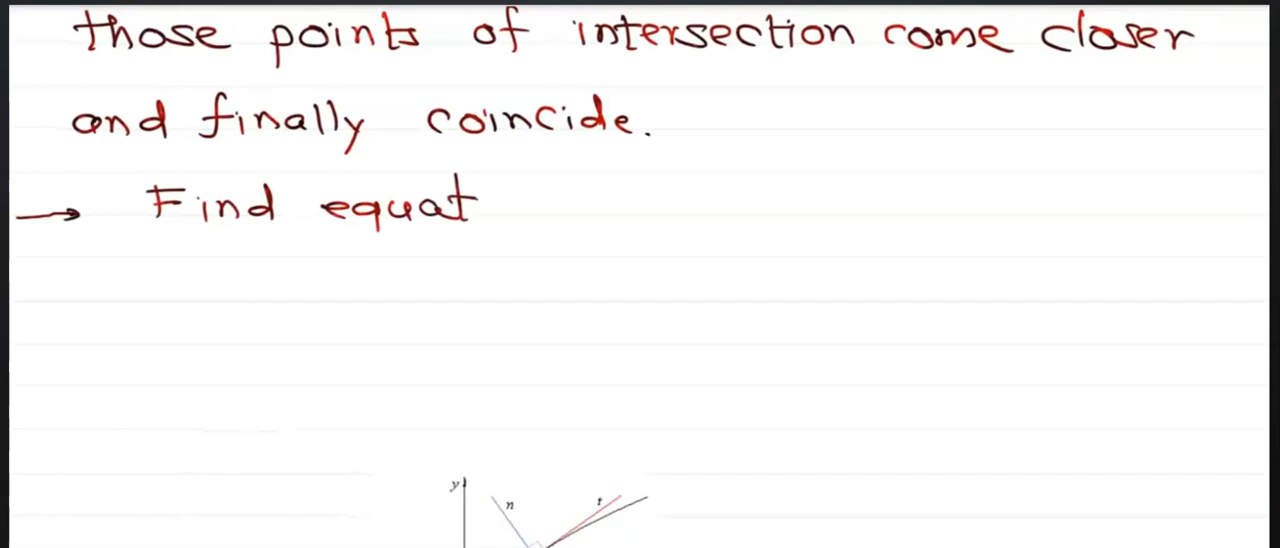 those points of intersection come closer
and finally coincide.
→ Find equat
y
n
t